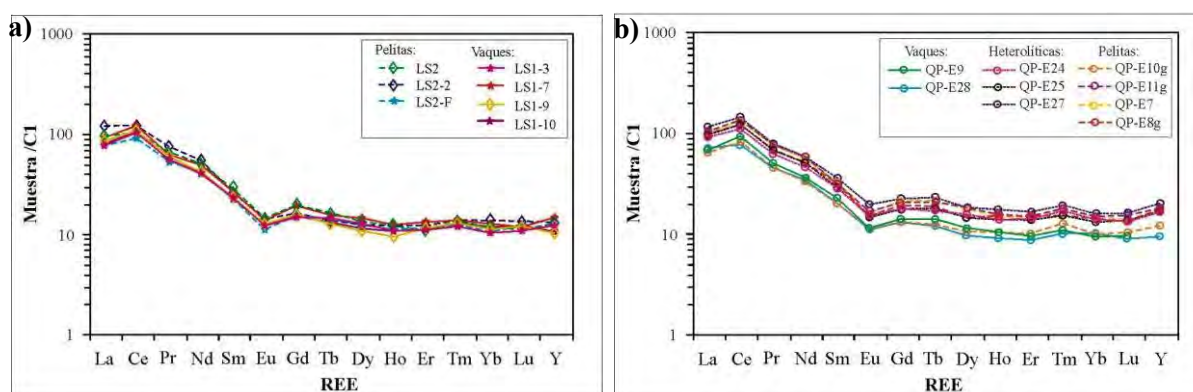 a)
1000
100
10
1
Muestra /C1
Pelitas: Vaques:
LS2 LS1-3
LS2-2 LS1-7
LS2-F LS1-9
LS1-10
La Ce Pr Nd Sm Eu Gd Tb Dy Ho Er Tm Yb Lu Y
REE
b)
1000
100
10
1
Muestra /C1
Vaques: Heterolíticas: Pelitas:
QP-E9 QP-E24 QP-E10g
QP-E28 QP-E25 QP-E11g
QP-E27 QP-E7
QP-E8g
La Ce Pr Nd Sm Eu Gd Tb Dy Ho Er Tm Yb Lu Y
REE